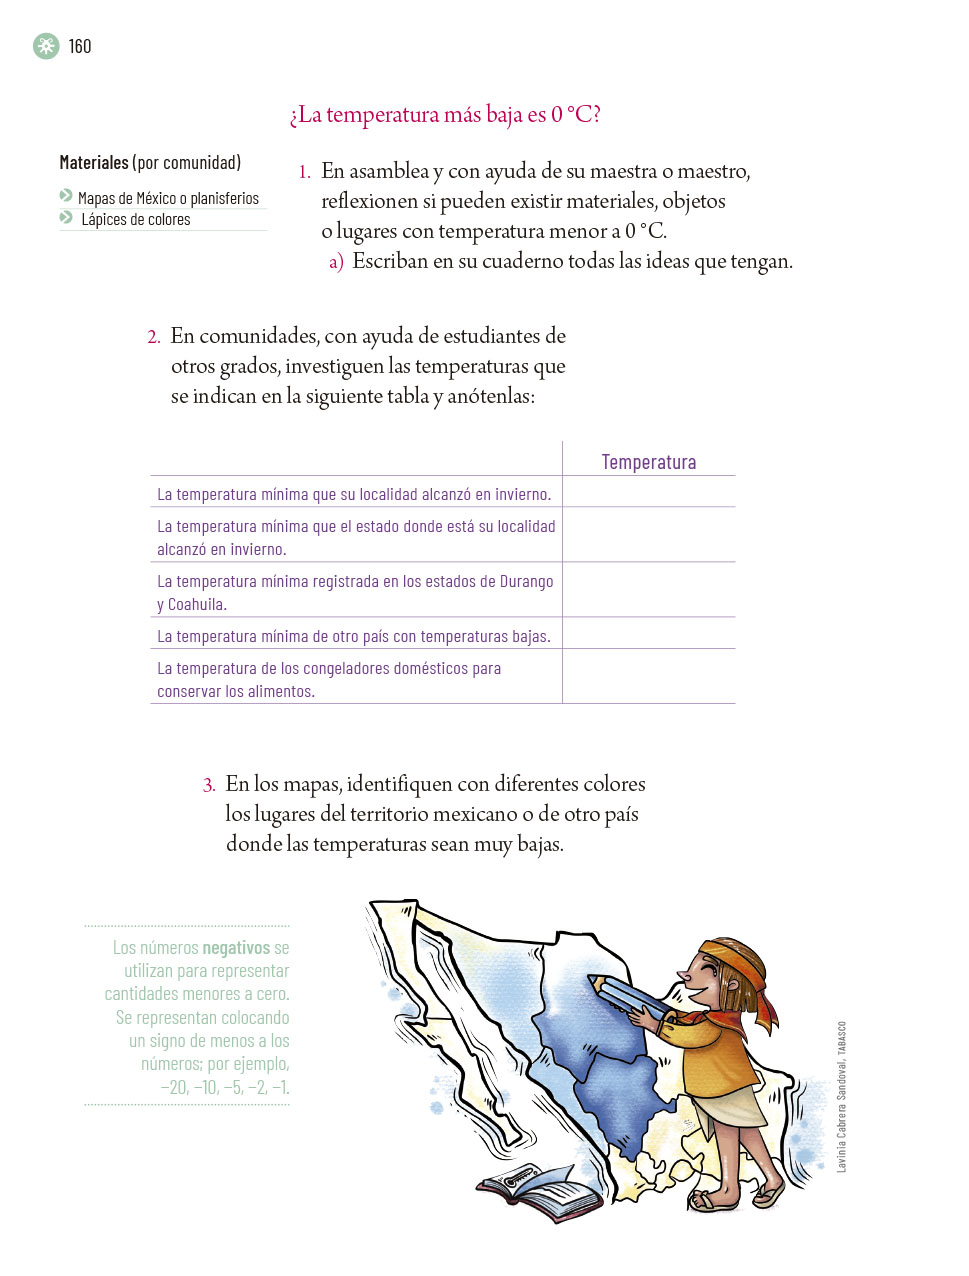 160
¿La temperatura más baja es 0 °C?
Materiales (por comunidad)
Mapas de México o planisferios
Lápices de colores
1. En asamblea y con ayuda de su maestra o maestro,
reflexionen si pueden existir materiales, objetos
o lugares con temperatura menor a 0 °C.
a) Escriban en su cuaderno todas las ideas que tengan.
2. En comunidades, con ayuda de estudiantes de
otros grados, investiguen las temperaturas que
se indican en la siguiente tabla y anótenlas:
Temperatura
La temperatura mínima que su localidad alcanzó en invierno.
La temperatura mínima que el estado donde está su localidad
alcanzó en invierno.
La temperatura mínima registrada en los estados de Durango
y Coahuila.
La temperatura mínima de otro país con temperaturas bajas.
La temperatura de los congeladores domésticos para
conservar los alimentos.
3. En los mapas, identifiquen con diferentes colores
los lugares del territorio mexicano o de otro país
donde las temperaturas sean muy bajas.
Los números negativos se
utilizan para representar
cantidades menores a cero.
Se representan colocando
un signo de menos a los
números; por ejemplo,
−20, −10, −5, −2, −1.
Lavinia Cabrera Sandoval, TABASCO